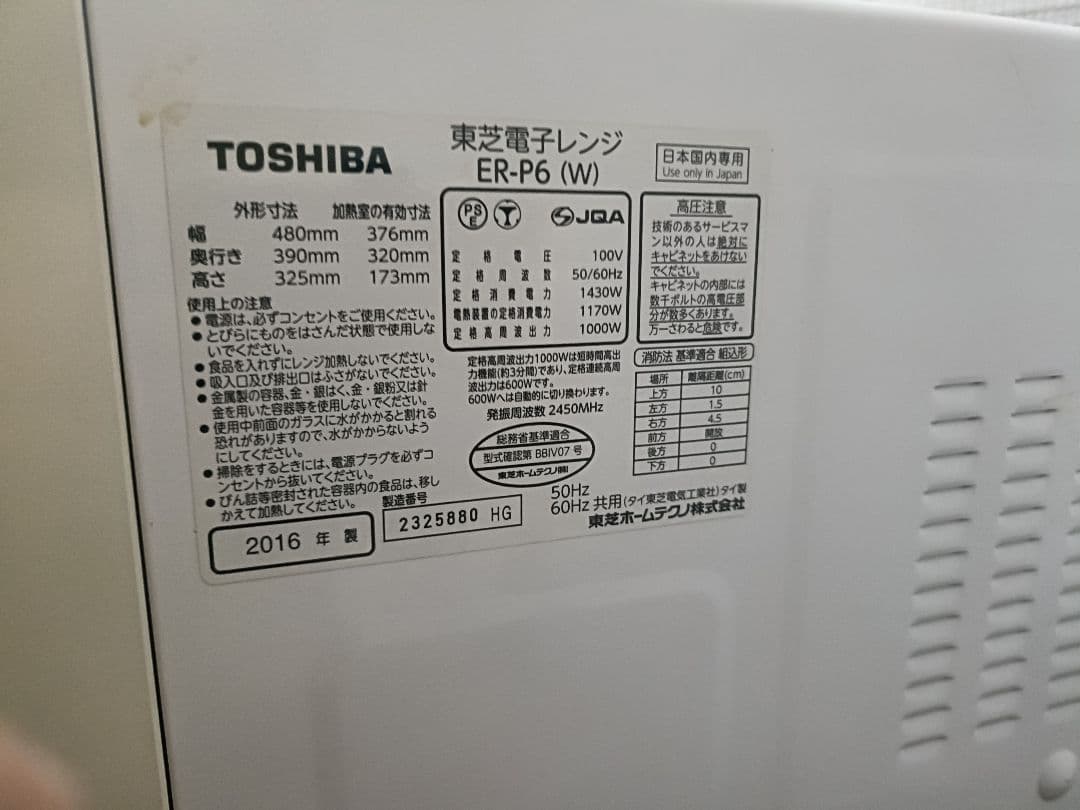 TOSHIBA
東芝電子レンジ
ER-P6 (W)
日本国内専用
Use only in Japan
外形寸法 加熱室の有効寸法
幅 480mm 376mm
奥行き 390mm 320mm
高さ 325mm 173mm
使用上の注意
● 電源は、必ずコンセントをご使用ください。
● とびらにものをはさんだ状態で使用しな
いでください。
● 食品を入れずにレンジ加熱しないでください。
● 吸入口及び排出口はふさがないでください。
● 金属製の容器、金・銀はく、金・銀粉又は針
金を用いた容器等を使用しないでください。
● 使用中前面のガラスに水がかかると割れる
恐れがありますので、水がかからないよう
にしてください。
● 掃除をするときには、電源プラグを必ずコ
ンセントから抜いてください。
● びん詰等密封された容器内の食品は、移し
かえて加熱してください。
2016 年 製
製造番号
2325880 HG
PSE JQA
定格電圧 100V
定格周波数 50/60Hz
定格消費電力 1430W
電熱装置の定格消費電力 1170W
定格高周波出力 1000W
定格高周波出力1000Wは短時間高出
力機能(約3分間)であり、定格連続高周
波出力は600Wです。
600Wへは自動的に切り換わります。
発振周波数 2450MHz
総務省基準適合
型式確認第 BBIV07 号
東芝ホームテクノ(株)
高圧注意
技術のあるサービスマ
ン以外の人は絶対に
キャビネットをあけない
でください。
キャビネットの内部には
数千ボルトの高電圧部
分が数多くあります。
万一さわると危険です。
消防法 基準適合 組込形
場所 離隔距離(cm)
上方 10
左方 1.5
右方 4.5
前方 開放
後方 0
下方 0
50Hz
60Hz 共用 (タイ東芝電気工業社) タイ製
東芝ホームテクノ株式会社